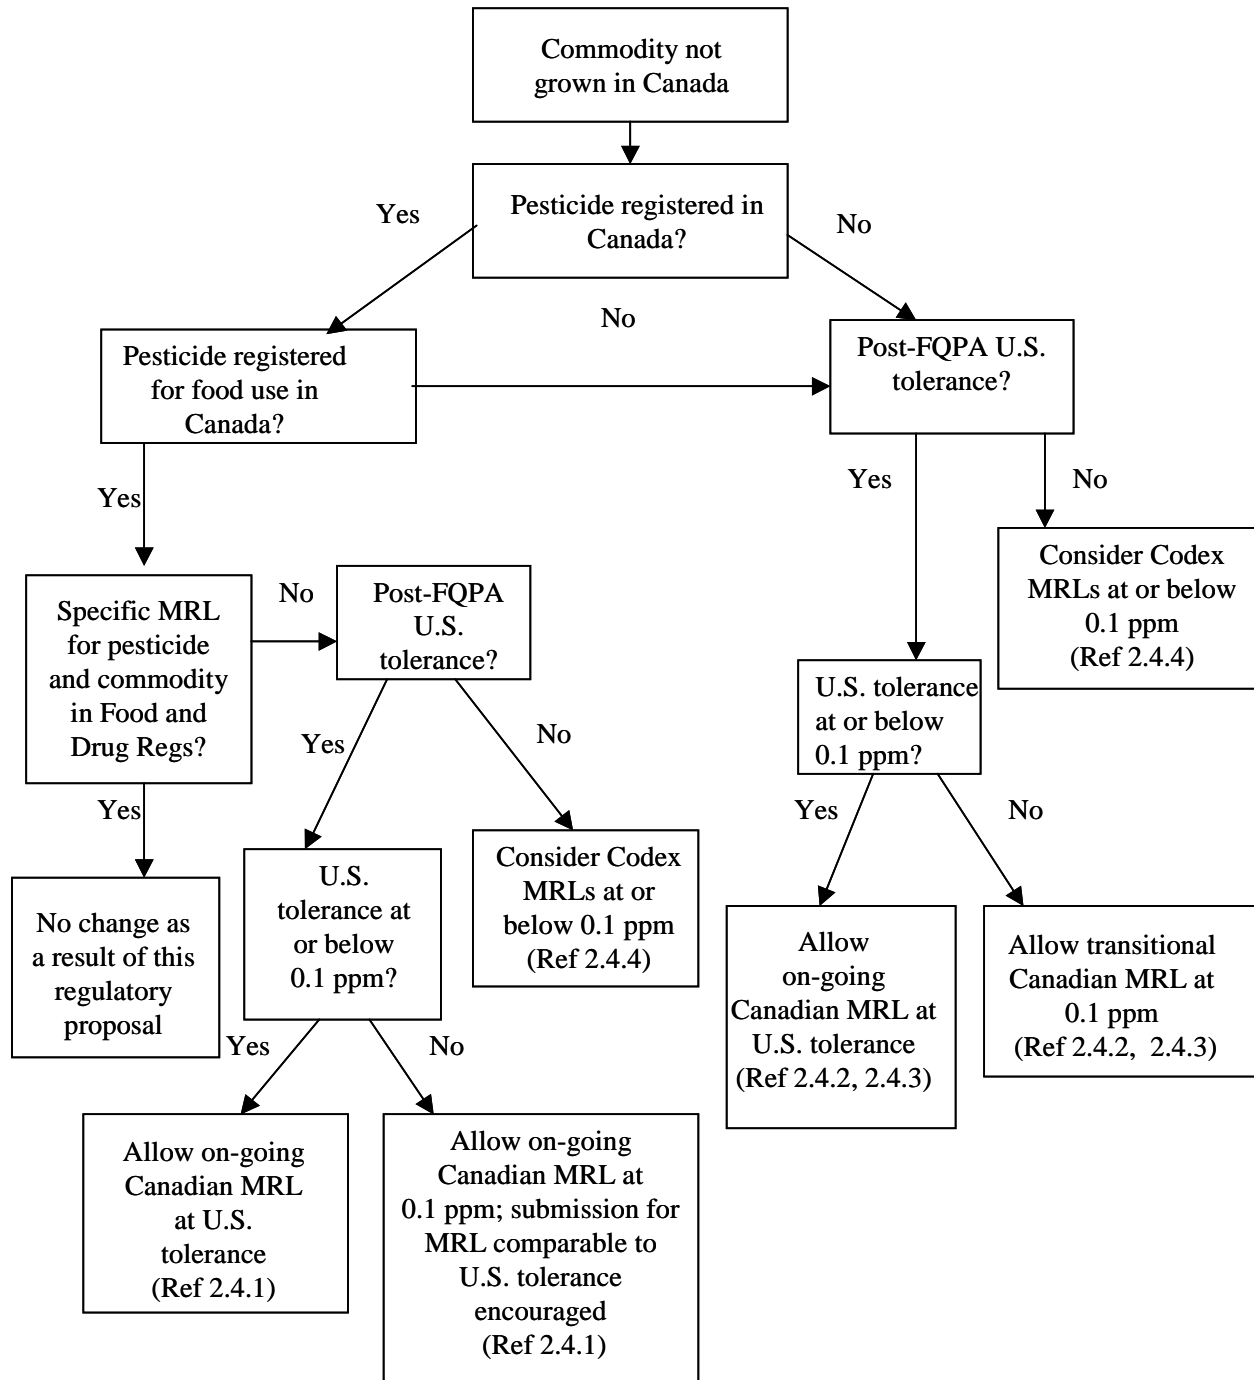 Commodity not
grown in Canada
Yes
Pesticide registered in
Canada?
No
No
Pesticide registered
for food use in
Canada?
Post-FQPA U.S.
tolerance?
Yes
Yes
No
Specific MRL
for pesticide
and commodity
in Food and
Drug Regs?
No
Post-FQPA
U.S.
tolerance?
Consider Codex
MRLs at or below
0.1 ppm
(Ref 2.4.4)
U.S. tolerance
at or below
0.1 ppm?
Yes
Yes
No
Yes
No
No change as
a result of this
regulatory
proposal
U.S.
tolerance at
or below
0.1 ppm?
Consider Codex
MRLs at or
below 0.1 ppm
(Ref 2.4.4)
Allow
on-going
Canadian MRL at
U.S. tolerance
(Ref 2.4.2, 2.4.3)
Allow transitional
Canadian MRL at
0.1 ppm
(Ref 2.4.2, 2.4.3)
Yes
No
Allow on-going
Canadian MRL
at U.S.
tolerance
(Ref 2.4.1)
Allow on-going
Canadian MRL at
0.1 ppm; submission for
MRL comparable to
U.S. tolerance
encouraged
(Ref 2.4.1)